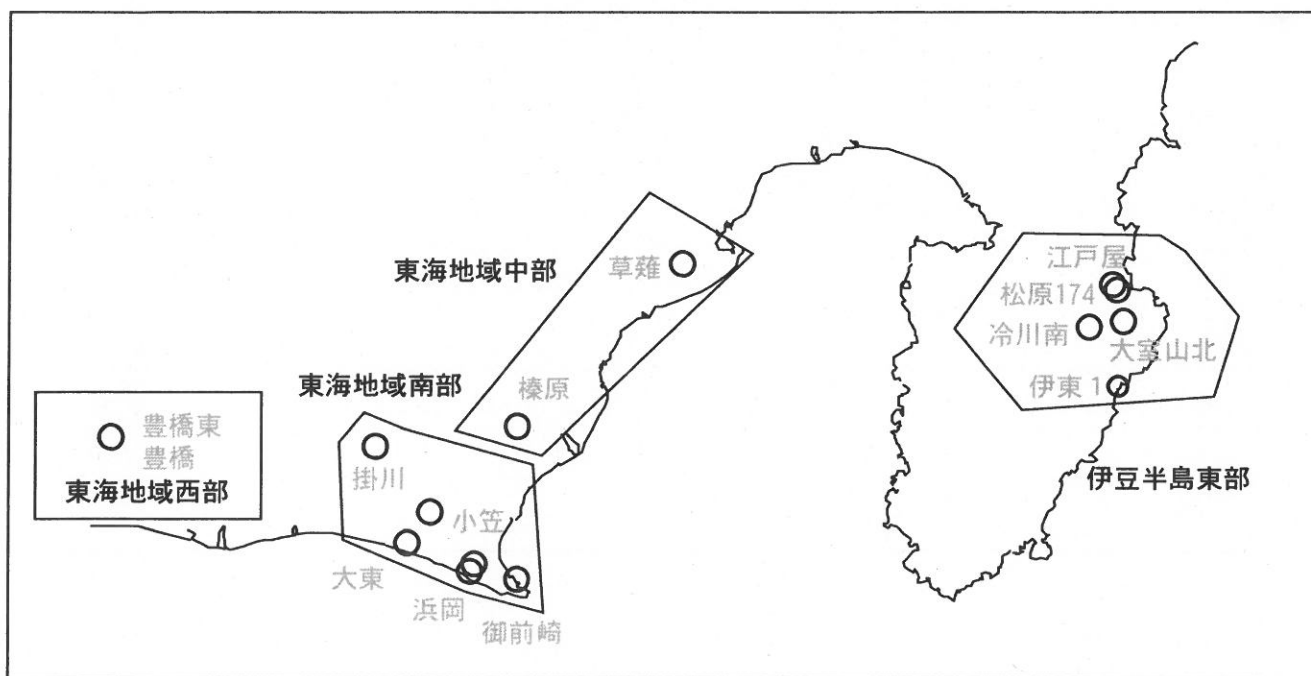 東海地域中部
草薙
東海地域南部
榛原
豊橋東
豊橋
東海地域西部
掛川
小笠
大東
浜岡
御前崎
江戸屋
松原174
冷川南
大室山北
伊東1
伊豆半島東部